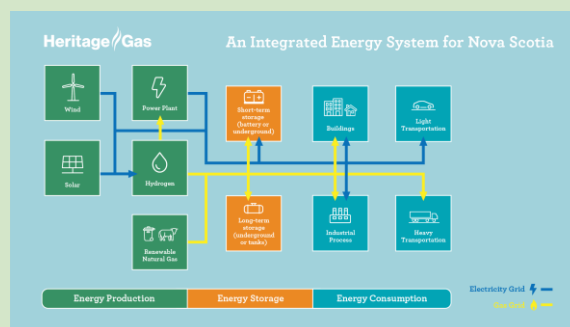 Heritage Gas
An Integrated Energy System for Nova Scotia
Wind
Power Plant
Short-term
storage
(battery or
underground)
Buildings
Light
Transportation
Solar
Hydrogen
Renewable
Natural Gas
Long-term
storage
(underground
or tanks)
Industrial
Process
Heavy
Transportation
Electricity Grid
Gas Grid
Energy Production
Energy Storage
Energy Consumption